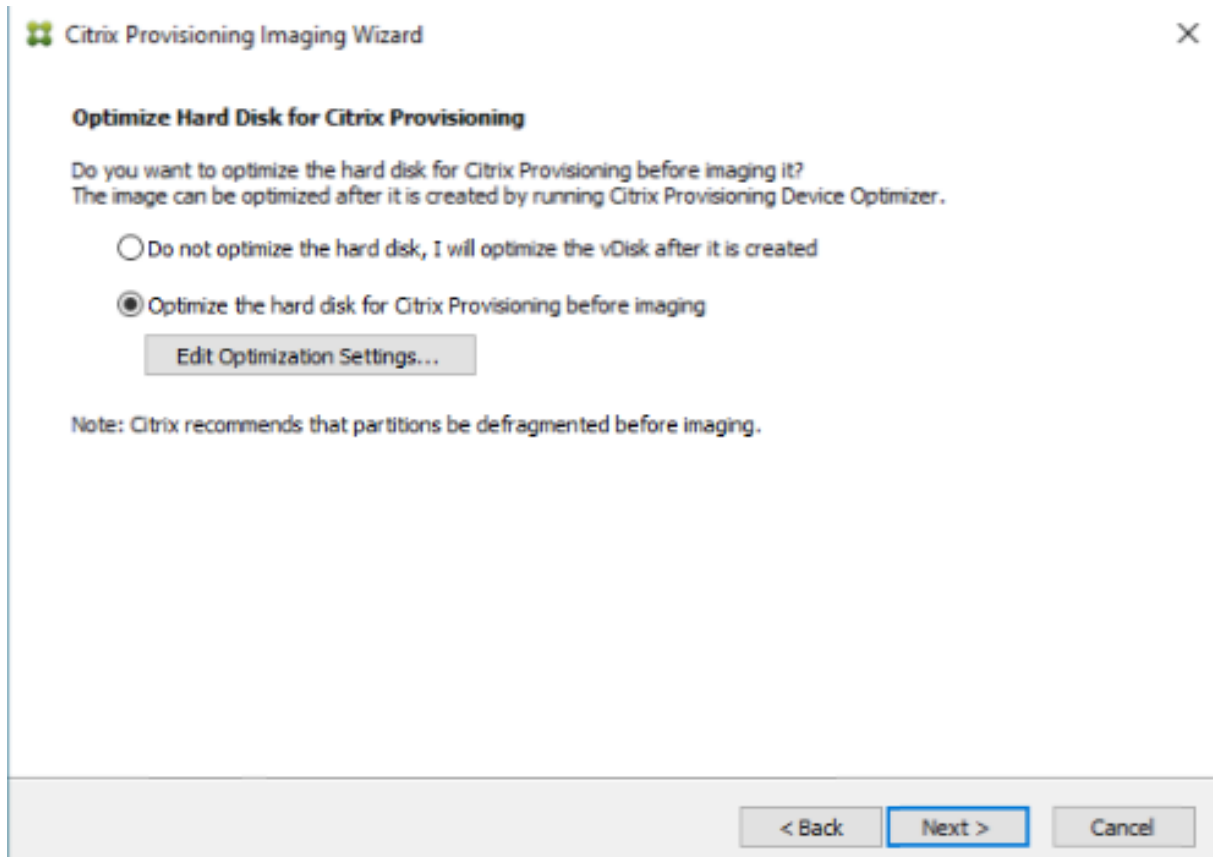 Citrix Provisioning Imaging Wizard
Optimize Hard Disk for Citrix Provisioning
Do you want to optimize the hard disk for Citrix Provisioning before imaging it?
The image can be optimized after it is created by running Citrix Provisioning Device Optimizer.
Do not optimize the hard disk, I will optimize the vDisk after it is created
Optimize the hard disk for Citrix Provisioning before imaging
Edit Optimization Settings...
Note: Citrix recommends that partitions be defragmented before imaging.
< Back Next > Cancel